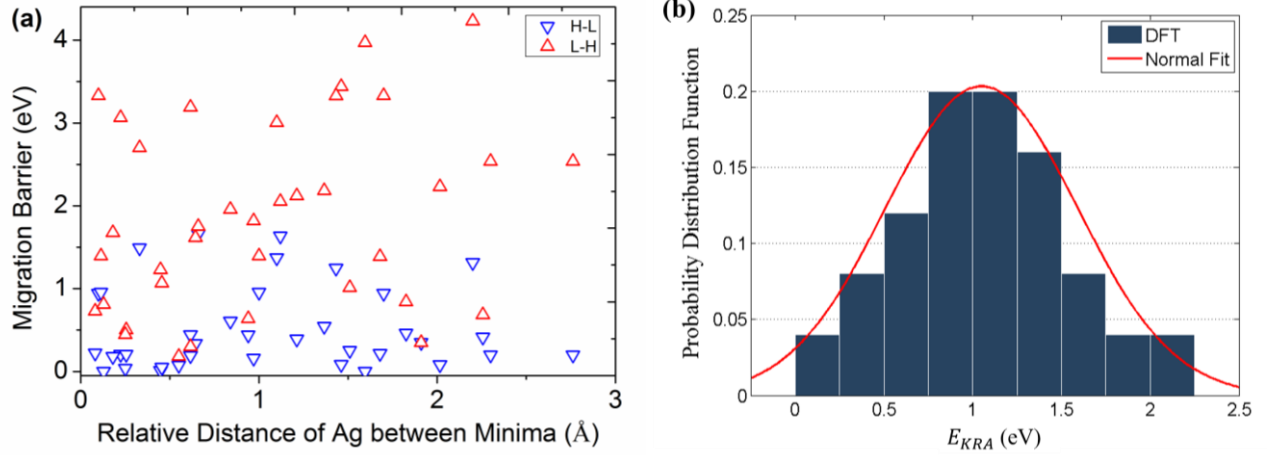 (a)
H-L
L-H
4
3
2
1
0
Migration Barrier (eV)
0 1 2 3
Relative Distance of Ag between Minima (Å)
(b)
DFT
Normal Fit
0.25
0.2
0.15
0.1
0.05
0
Probability Distribution Function
0 0.5 1 1.5 2 2.5
E_KRA (eV)